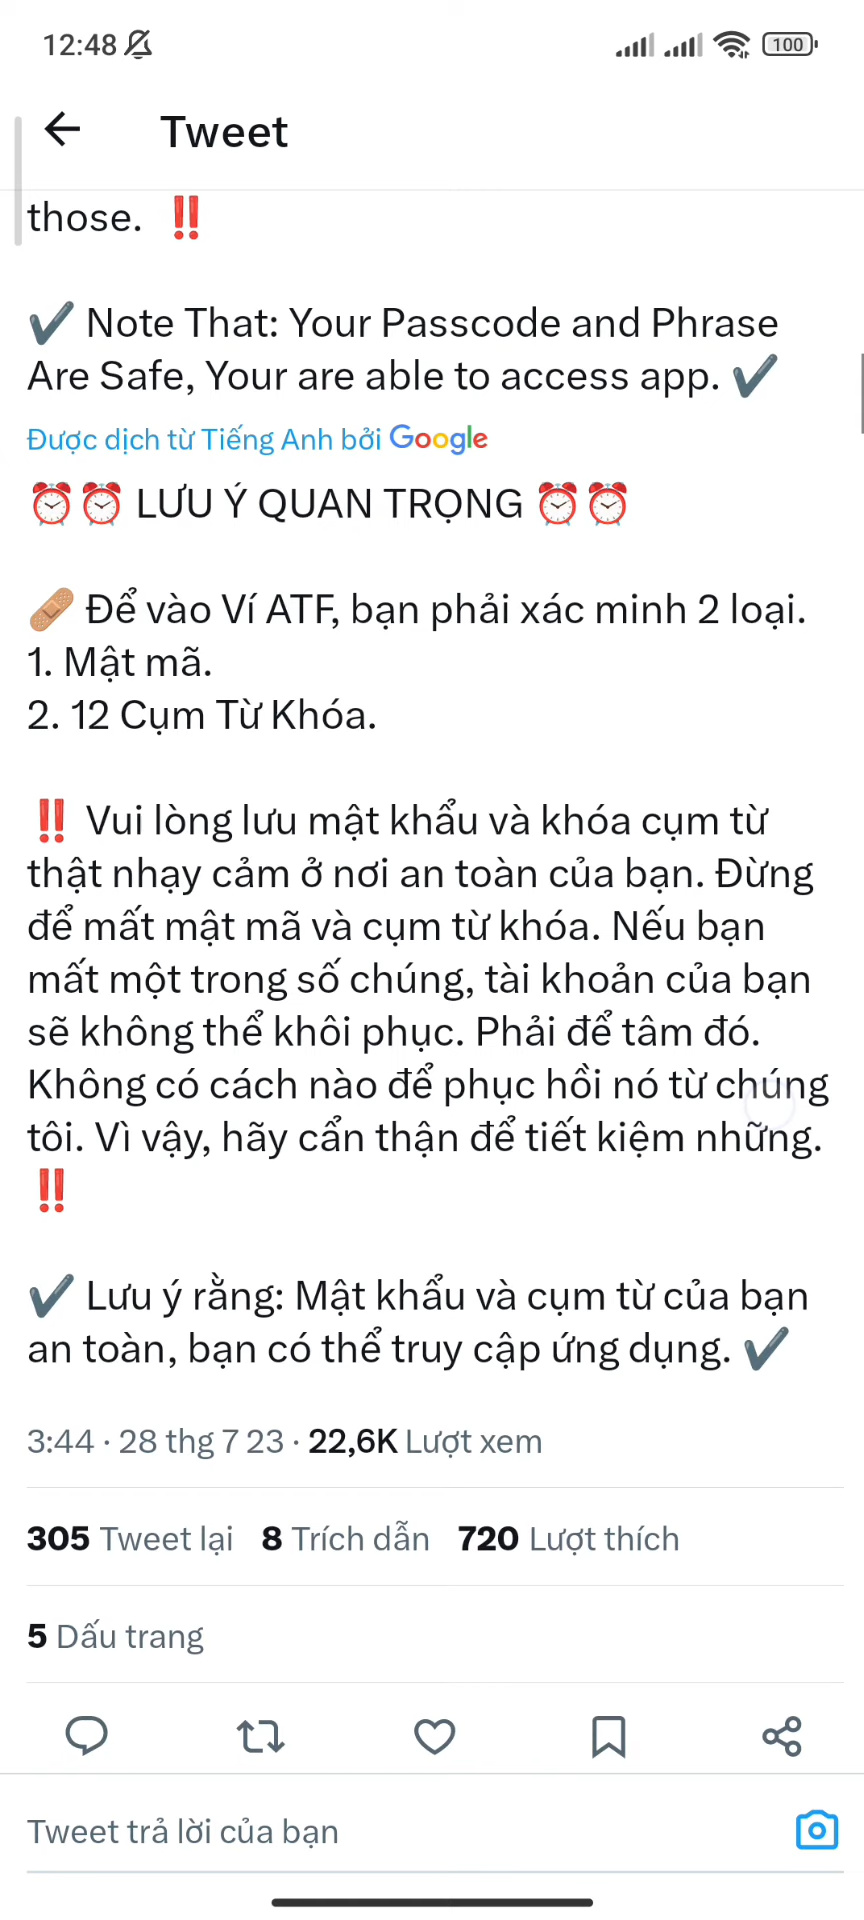 12:48
100
Tweet
those. ‼️
✔️ Note That: Your Passcode and Phrase
Are Safe, Your are able to access app. ✔️
Được dịch từ Tiếng Anh bởi Google
⏰⏰ LƯU Ý QUAN TRỌNG ⏰⏰
🩹 Để vào Ví ATF, bạn phải xác minh 2 loại.
1. Mật mã.
2. 12 Cụm Từ Khóa.
‼️ Vui lòng lưu mật khẩu và khóa cụm từ
thật nhạy cảm ở nơi an toàn của bạn. Đừng
để mất mật mã và cụm từ khóa. Nếu bạn
mất một trong số chúng, tài khoản của bạn
sẽ không thể khôi phục. Phải để tâm đó.
Không có cách nào để phục hồi nó từ chúng
tôi. Vì vậy, hãy cẩn thận để tiết kiệm những.
‼️
✔️ Lưu ý rằng: Mật khẩu và cụm từ của bạn
an toàn, bạn có thể truy cập ứng dụng. ✔️
3:44 · 28 thg 7 23 · 22,6K Lượt xem
305 Tweet lại 8 Trích dẫn 720 Lượt thích
5 Dấu trang
Tweet trả lời của bạn